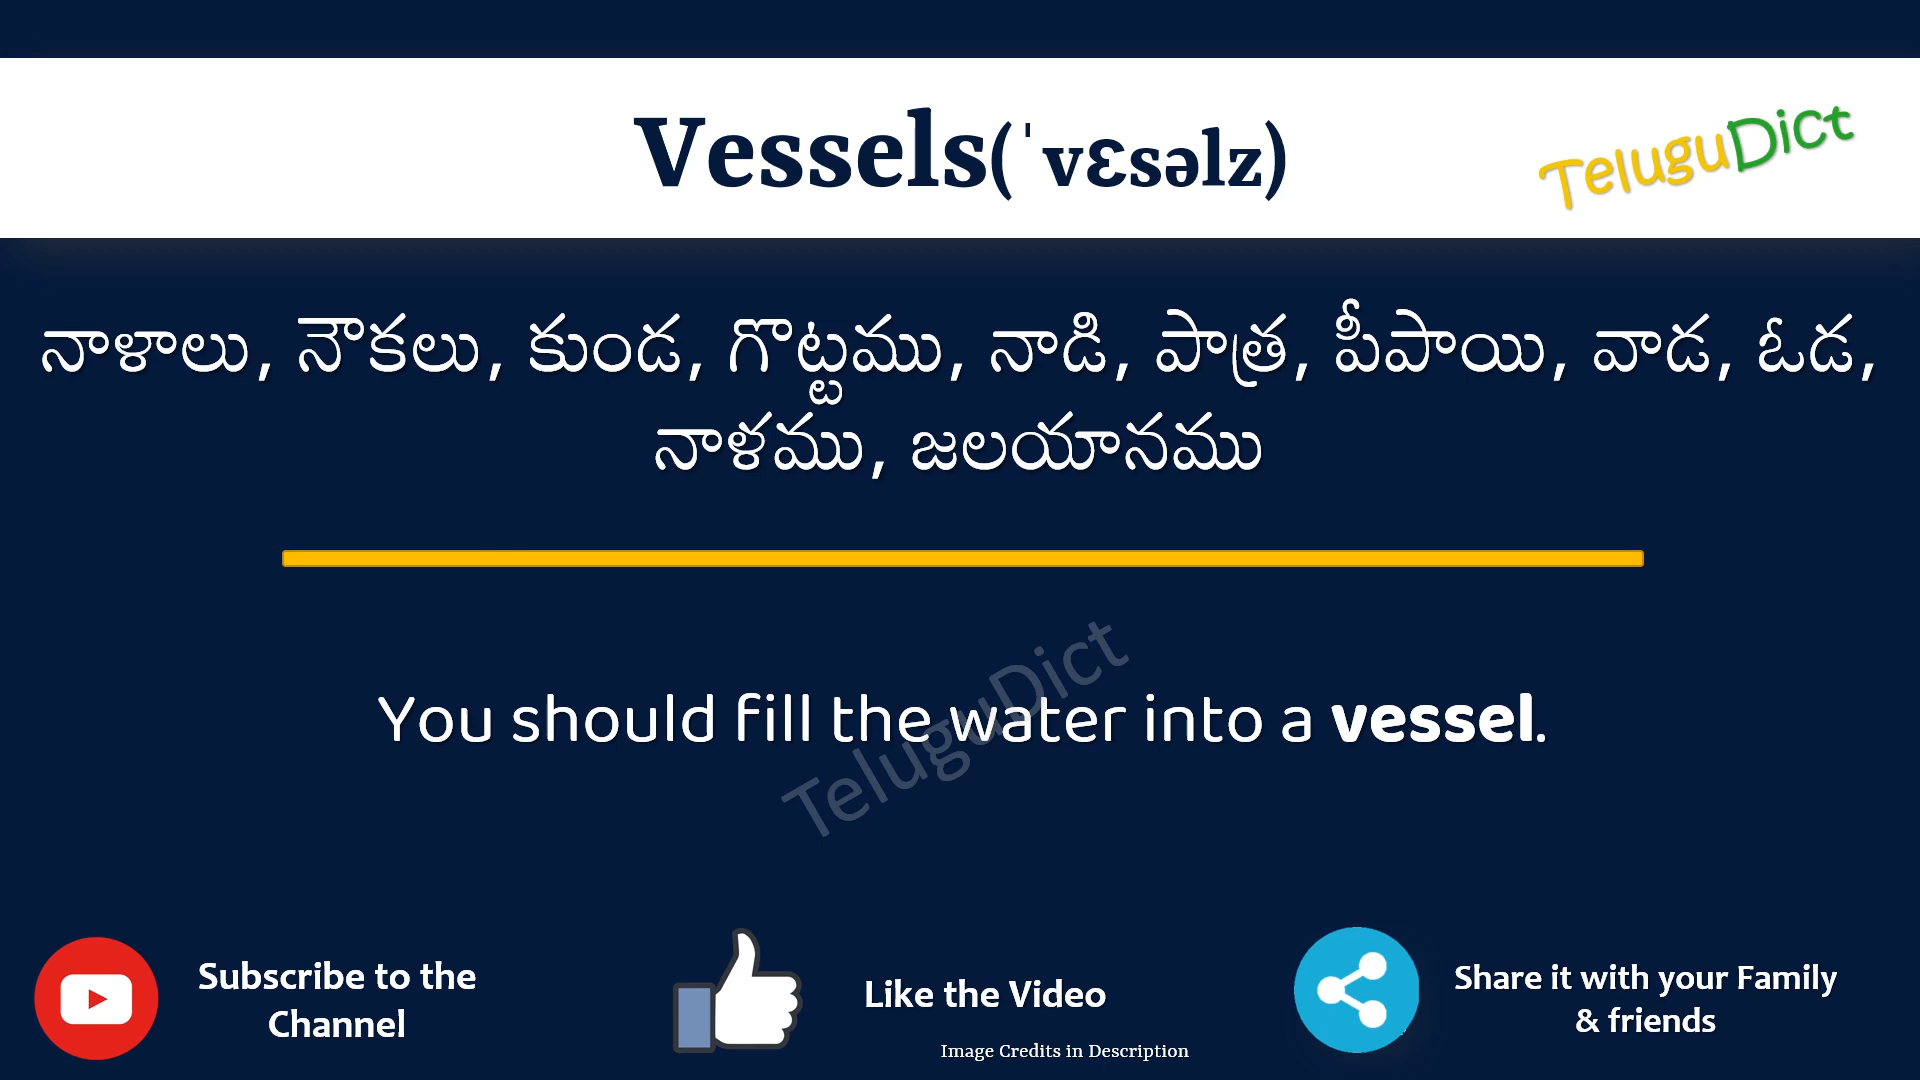 Vessels(ˈvƐsəlz)
TeluguDict
నాళాలు, నౌకలు, కుండ, గొట్టము, నాడి, పాత్ర, పీపాయి, వాడ, ఓడ,
నాళము, జలయానము
You should fill the water into a vessel.
TeluguDict
Subscribe to the
Channel
Like the Video
Share it with your Family
& friends
Image Credits in Description